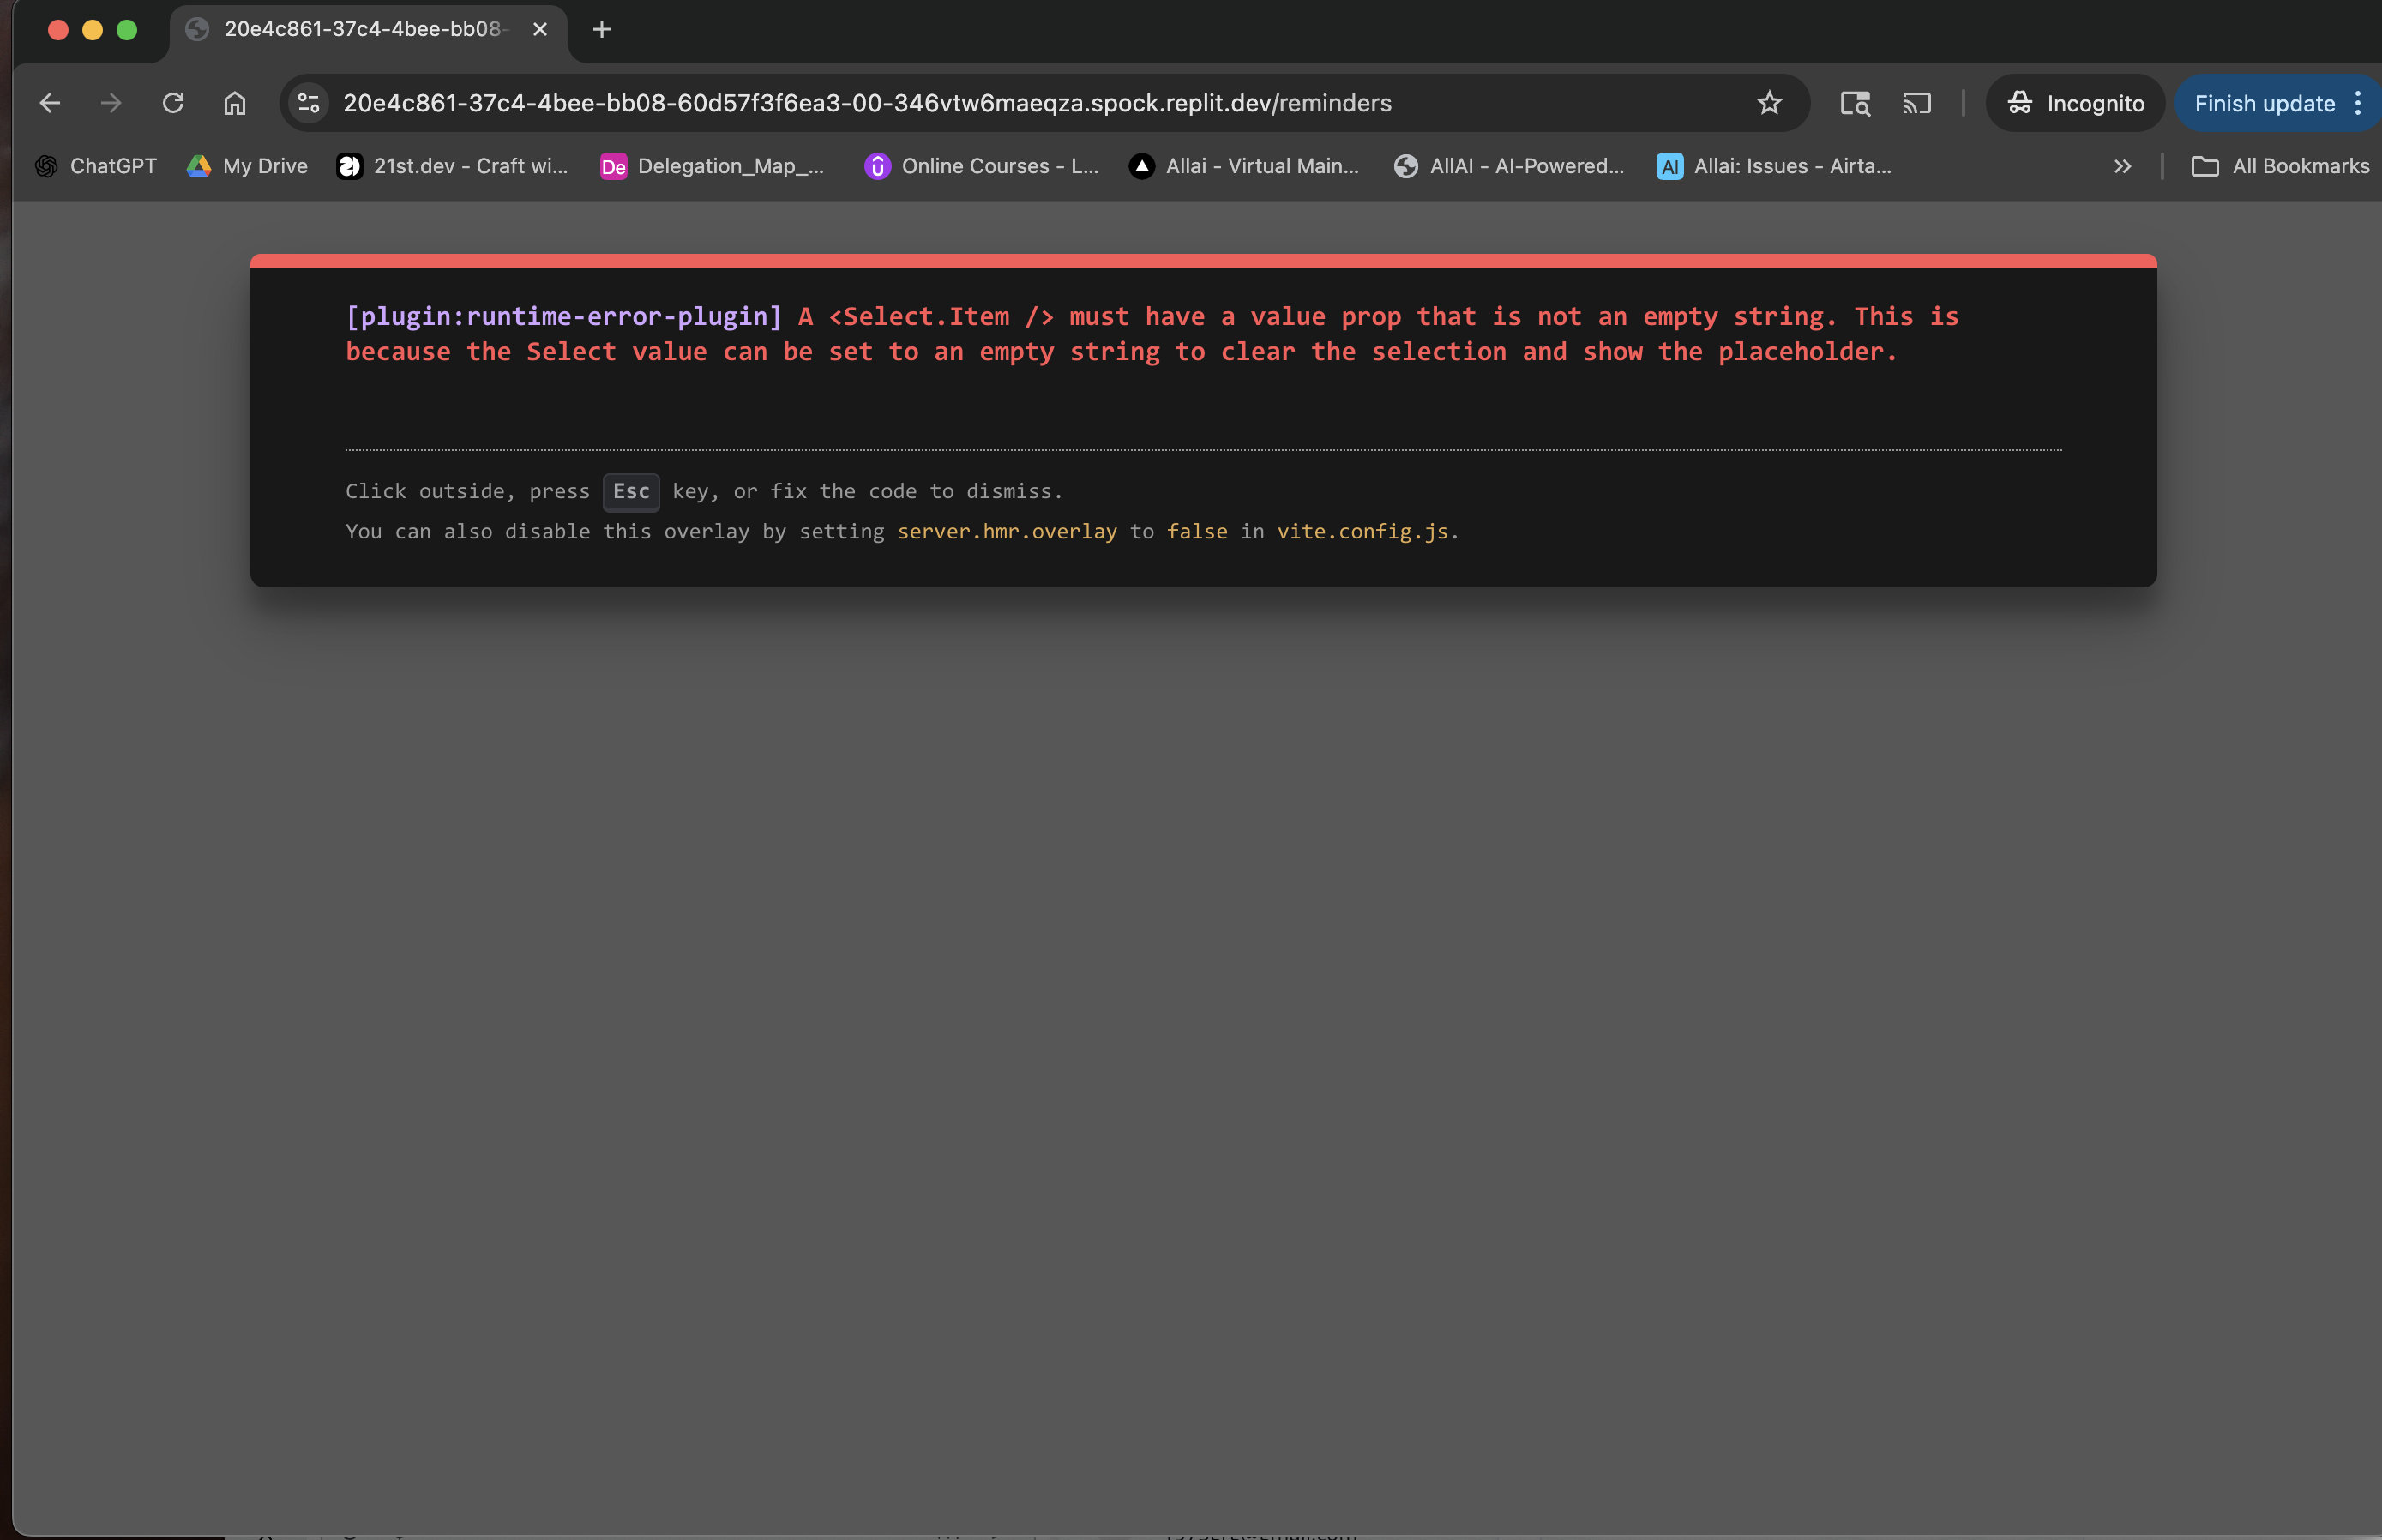 20e4c861-37c4-4bee-bb08-
20e4c861-37c4-4bee-bb08-60d57f3f6ea3-00-346vtw6maeqza.spock.replit.dev/reminders
Incognito
Finish update
ChatGPT
My Drive
21st.dev - Craft wi...
De
Delegation_Map_...
Online Courses - L...
Allai - Virtual Main...
AllAI - AI-Powered...
AI
Allai: Issues - Airta...
All Bookmarks
[plugin:runtime-error-plugin] A <Select.Item /> must have a value prop that is not an empty string. This is
because the Select value can be set to an empty string to clear the selection and show the placeholder.
Click outside, press Esc key, or fix the code to dismiss.
You can also disable this overlay by setting server.hmr.overlay to false in vite.config.js.